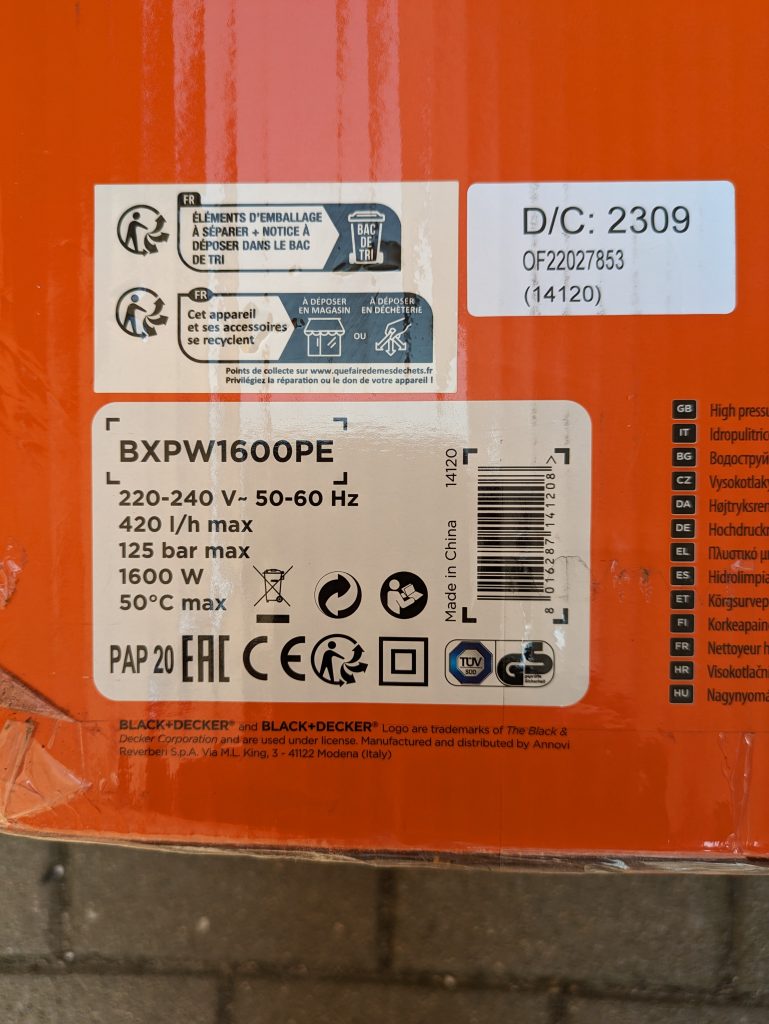 FR
ÉLÉMENTS D'EMBALLAGE
À SÉPARER + NOTICE À
DÉPOSER DANS LE BAC
DE TRI
BAC
DE
TRI
FR
Cet appareil
et ses accessoires
se recyclent
À DÉPOSER
EN MAGASIN
OU
À DÉPOSER
EN DÉCHÈTERIE
Points de collecte sur www.quefairedemesdechets.fr
Privilégiez la réparation ou le don de votre appareil !
D/C: 2309
OF22027853
(14120)
BXPW1600PE
220-240 V~ 50-60 Hz
420 l/h max
125 bar max
1600 W
50°C max
Made in China 14120
8 016287 141208 >
PAP 20 EAC CE
TÜV
SÜD
GS
geprüfte
Sicherheit
BLACK+DECKER® and BLACK+DECKER® Logo are trademarks of The Black &
Decker Corporation and are used under license. Manufactured and distributed by Annovi
Reverberi S.p.A. Via M.L. King, 3 - 41122 Modena (Italy)
GB High pressu
IT Idropulitric
BG Водоструй
CZ Vysokotlak
DA Højtryksren
DE Hochdruckr
EL Πλυστικό μ
ES Hidrolimpia
ET Kõrgsurvep
FI Korkeapain
FR Nettoyeur h
HR Visokotlačn
HU Nagynyoma